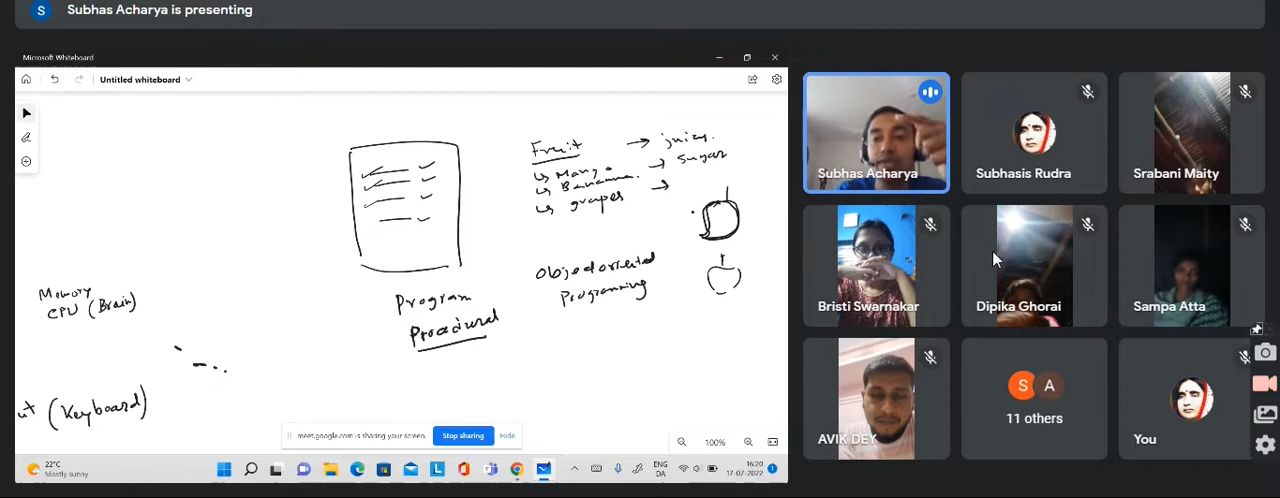 S Subhas Acharya is presenting
Microsoft Whiteboard
Untitled whiteboard
Fruit → juicy.
↳ Mango → Sugar
↳ Banana. →
↳ grapes
Object oriented
Programming
Program
Procdiural
Memory
CPU (Brain)
ut (Keyboard)
meet.google.com is sharing your screen.
Stop sharing
Hide
100%
22°C
Mostly sunny
ENG
DA
16:20
17-07-2022
Subhas Acharya
Subhasis Rudra
Srabani Maity
Bristi Swarnakar
Dipika Ghorai
Sampa Atta
AVIK DEY
S A
11 others
You